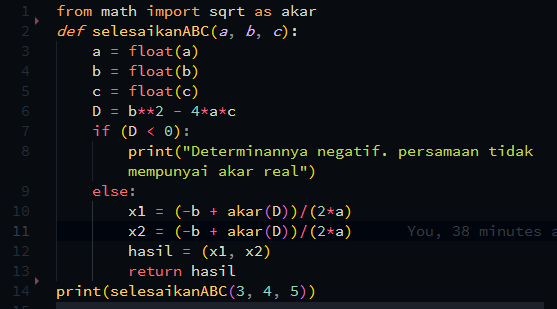 1 from math import sqrt as akar
2 def selesaikanABC(a, b, c):
3 a = float(a)
4 b = float(b)
5 c = float(c)
6 D = b**2 - 4*a*c
7 if (D < 0):
8 print("Determinannya negatif. persamaan tidak
mempunyai akar real")
9 else:
10 x1 = (-b + akar(D))/(2*a)
11 x2 = (-b + akar(D))/(2*a) You, 38 minutes a
12 hasil = (x1, x2)
13 return hasil
14 print(selesaikanABC(3, 4, 5))